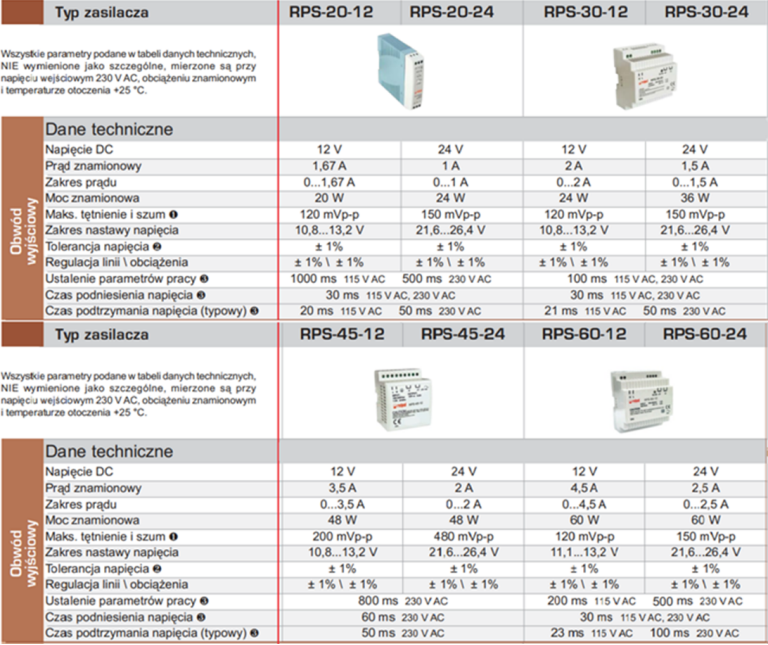 Typ zasilacza RPS-20-12 RPS-20-24 RPS-30-12 RPS-30-24
Wszystkie parametry podane w tabeli danych technicznych,
NIE wymienione jako szczególne, mierzone są przy
napięciu wejściowym 230 V AC, obciążeniu znamionowym
i temperaturze otoczenia +25 °C.
Obwód wyjściowy
Dane techniczne
Napięcie DC 12 V 24 V 12 V 24 V
Prąd znamionowy 1,67 A 1 A 2 A 1,5 A
Zakres prądu 0...1,67 A 0...1 A 0...2 A 0...1,5 A
Moc znamionowa 20 W 24 W 24 W 36 W
Maks. tętnienie i szum ❶ 120 mVp-p 150 mVp-p 120 mVp-p 150 mVp-p
Zakres nastawy napięcia 10,8...13,2 V 21,6...26,4 V 10,8...13,2 V 21,6...26,4 V
Tolerancja napięcia ❷ ± 1% ± 1% ± 1% ± 1%
Regulacja linii \ obciążenia ± 1% \ ± 1% ± 1% \ ± 1% ± 1% \ ± 1% ± 1% \ ± 1%
Ustalenie parametrów pracy ❸ 1000 ms 115 V AC 500 ms 230 V AC 100 ms 115 V AC, 230 V AC
Czas podniesienia napięcia ❸ 30 ms 115 V AC, 230 V AC 30 ms 115 V AC, 230 V AC
Czas podtrzymania napięcia (typowy) ❸ 20 ms 115 V AC 50 ms 230 V AC 21 ms 115 V AC 50 ms 230 V AC
Typ zasilacza RPS-45-12 RPS-45-24 RPS-60-12 RPS-60-24
Wszystkie parametry podane w tabeli danych technicznych,
NIE wymienione jako szczególne, mierzone są przy
napięciu wejściowym 230 V AC, obciążeniu znamionowym
i temperaturze otoczenia +25 °C.
Obwód wyjściowy
Dane techniczne
Napięcie DC 12 V 24 V 12 V 24 V
Prąd znamionowy 3,5 A 2 A 4,5 A 2,5 A
Zakres prądu 0...3,5 A 0...2 A 0...4,5 A 0...2,5 A
Moc znamionowa 48 W 48 W 60 W 60 W
Maks. tętnienie i szum ❶ 200 mVp-p 480 mVp-p 120 mVp-p 150 mVp-p
Zakres nastawy napięcia 10,8...13,2 V 21,6...26,4 V 11,1...13,2 V 21,6...26,4 V
Tolerancja napięcia ❷ ± 1% ± 1% ± 1% ± 1%
Regulacja linii \ obciążenia ± 1% \ ± 1% ± 1% \ ± 1% ± 1% \ ± 1% ± 1% \ ± 1%
Ustalenie parametrów pracy ❸ 800 ms 230 V AC 200 ms 115 V AC 500 ms 230 V AC
Czas podniesienia napięcia ❸ 60 ms 230 V AC 30 ms 115 V AC, 230 V AC
Czas podtrzymania napięcia (typowy) ❸ 50 ms 230 V AC 23 ms 115 V AC 100 ms 230 V AC